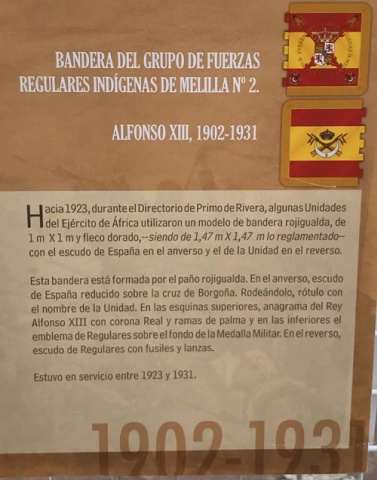 BANDERA DEL GRUPO DE FUERZAS
REGULARES INDÍGENAS DE MELILLA Nº 2.
ALFONSO XIII, 1902-1931
Hacia 1923, durante el Directorio de Primo de Rivera, algunas Unidades
del Ejército de África utilizaron un modelo de bandera rojigualda, de
1 m X 1 m y fleco dorado,--siendo de 1,47 m X 1,47 m lo reglamentado--
con el escudo de España en el anverso y el de la Unidad en el reverso.
Esta bandera está formada por el paño rojigualda. En el anverso, escudo
de España reducido sobre la cruz de Borgoña. Rodeándolo, rótulo con
el nombre de la Unidad. En las esquinas superiores, anagrama del Rey
Alfonso XIII con corona Real y ramas de palma y en las inferiores el
emblema de Regulares sobre el fondo de la Medalla Militar. En el reverso,
escudo de Regulares con fusiles y lanzas.
Estuvo en servicio entre 1923 y 1931.
1902-1931